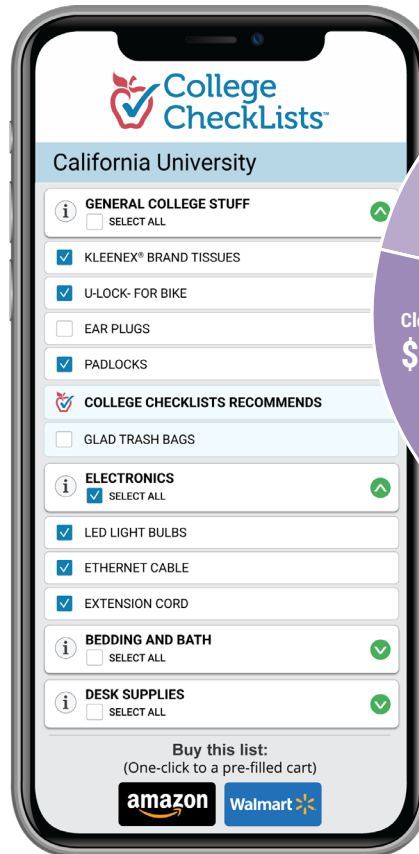 College
CheckLists™
California University
i
GENERAL COLLEGE STUFF
SELECT ALL
KLEENEX® BRAND TISSUES
U-LOCK- FOR BIKE
EAR PLUGS
PADLOCKS
COLLEGE CHECKLISTS RECOMMENDS
GLAD TRASH BAGS
i
ELECTRONICS
SELECT ALL
LED LIGHT BULBS
ETHERNET CABLE
EXTENSION CORD
i
BEDDING AND BATH
SELECT ALL
i
DESK SUPPLIES
SELECT ALL
Buy this list:
(One-click to a pre-filled cart)
amazon
Walmart
$